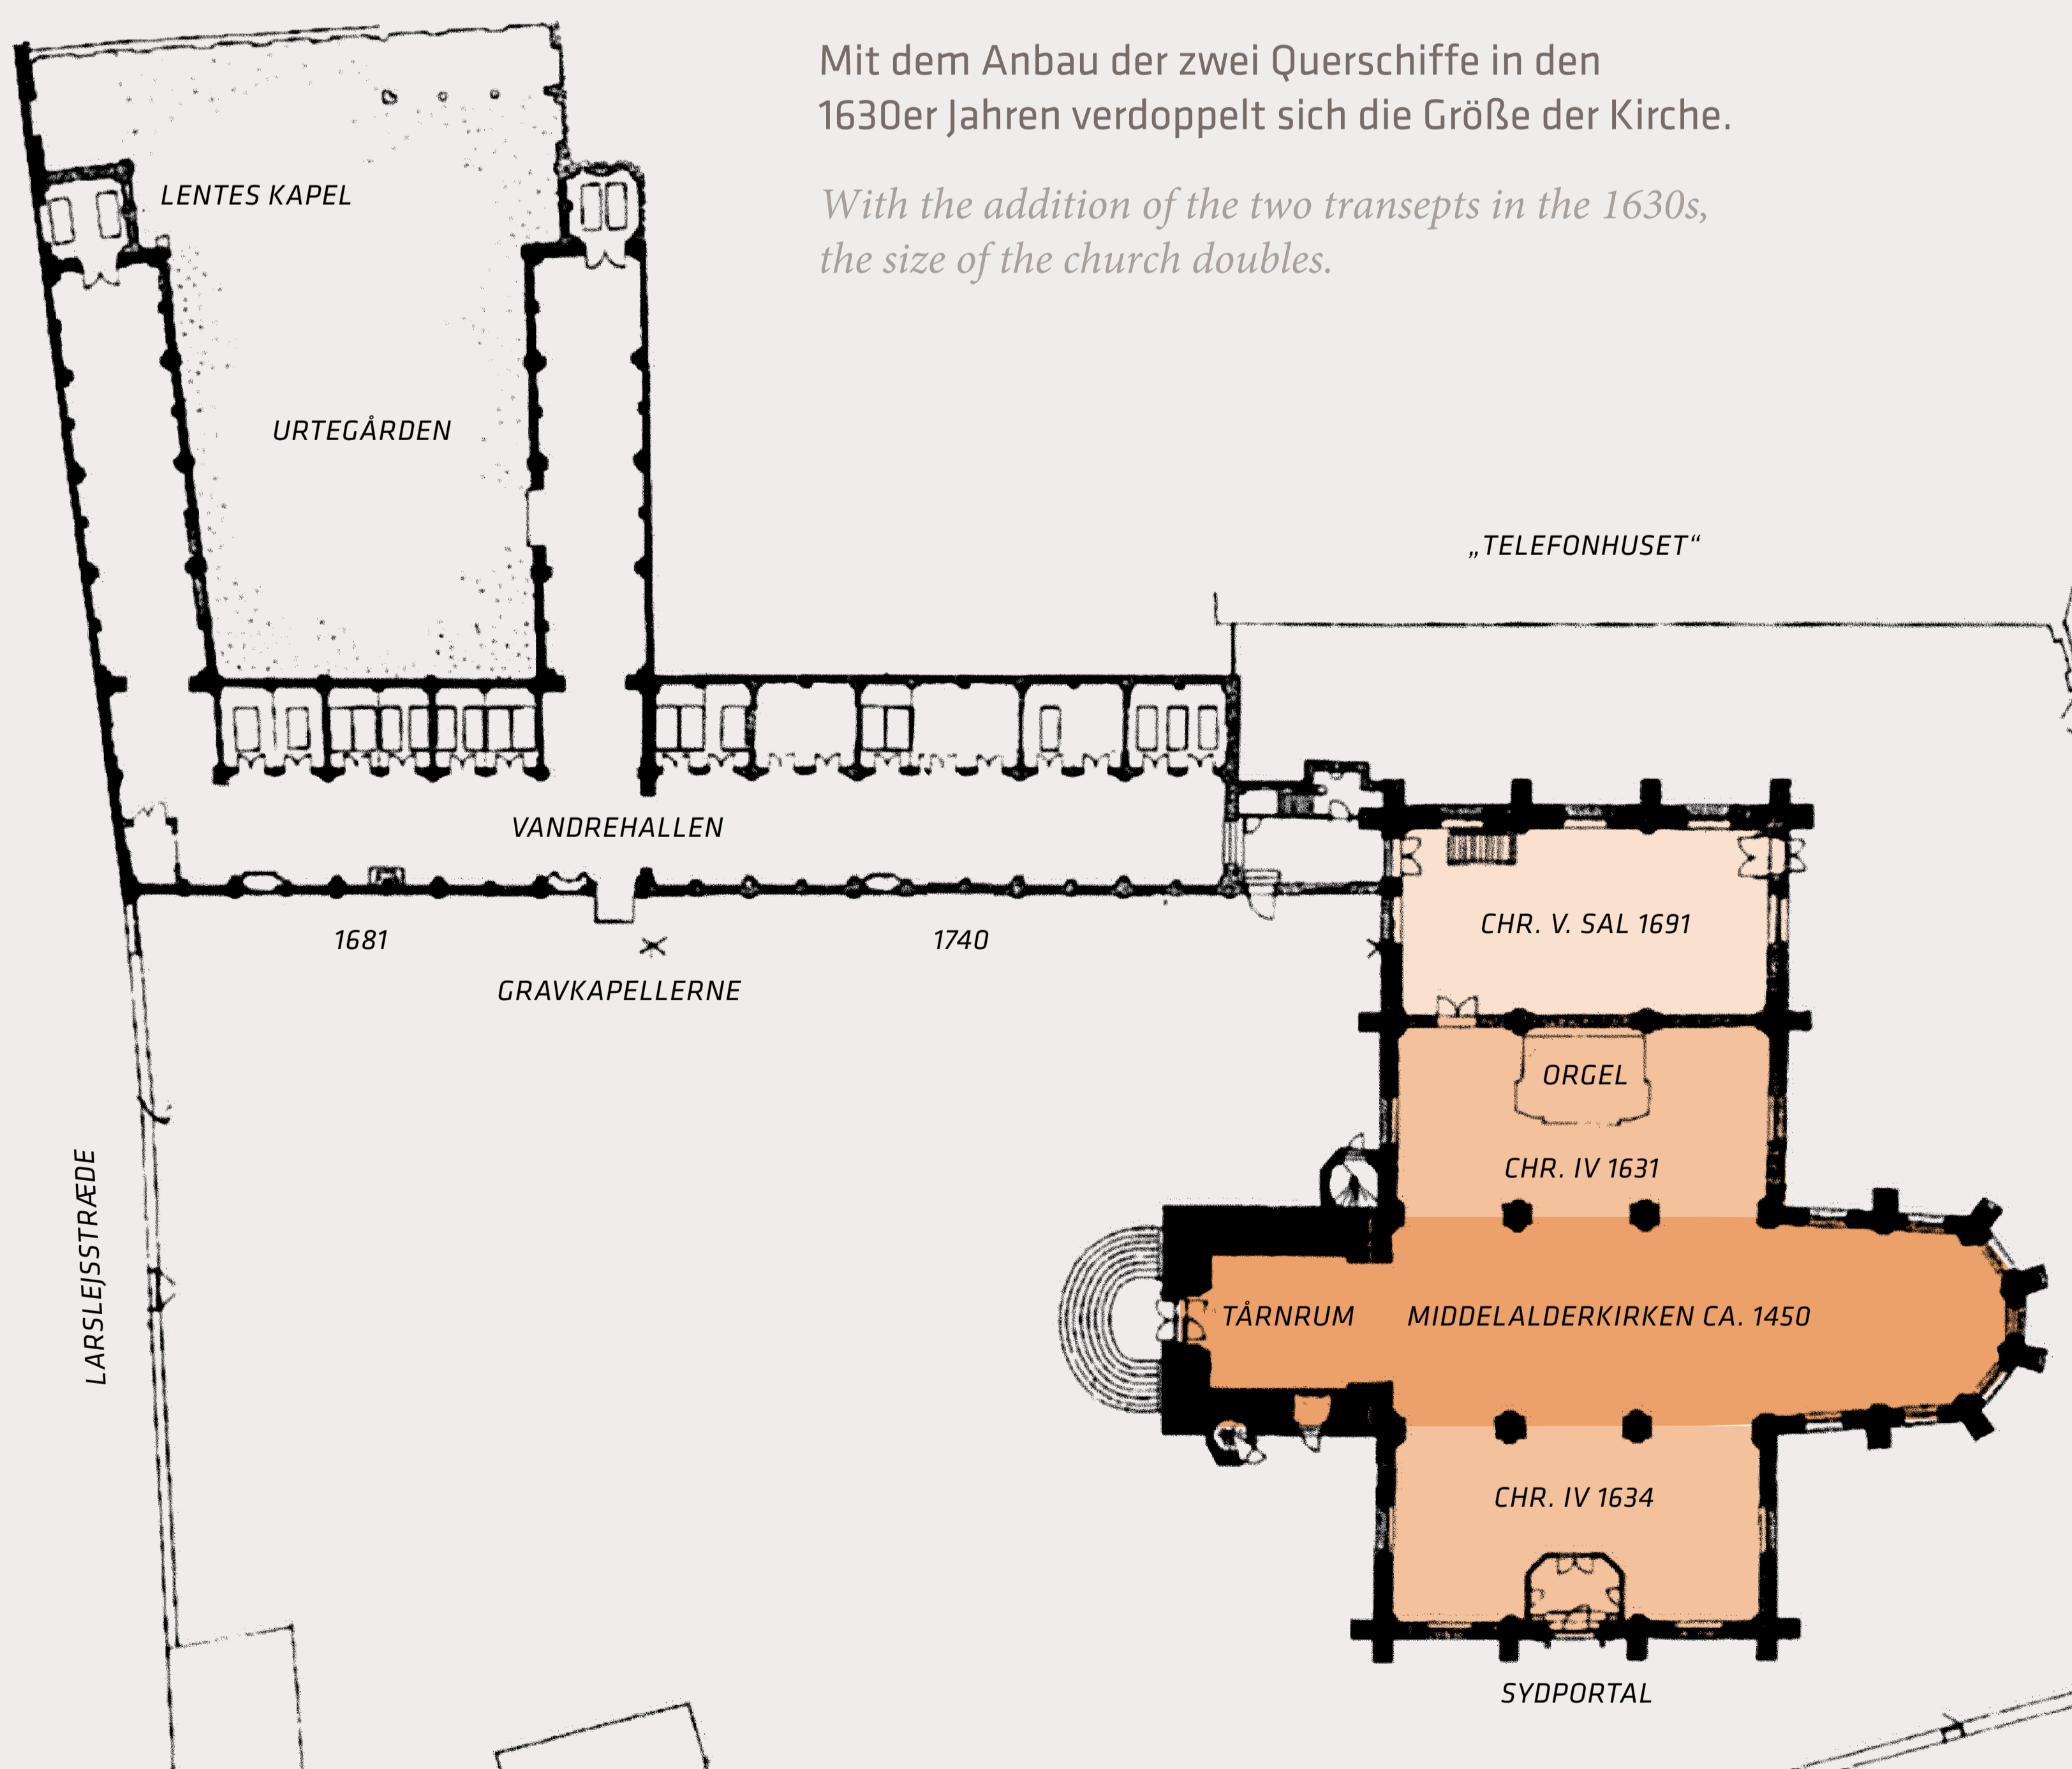 Mit dem Anbau der zwei Querschiffe in den
1630er Jahren verdoppelt sich die Größe der Kirche.
With the addition of the two transepts in the 1630s,
the size of the church doubles.
LENTES KAPEL
URTEGÅRDEN
„TELEFONHUSET“
VANDREHALLEN
CHR. V. SAL 1691
1681
1740
GRAVKAPELLERNE
ORGEL
CHR. IV 1631
LARSLEJSSTRÆDE
TÅRNRUM
MIDDELALDERKIRKEN CA. 1450
CHR. IV 1634
SYDPORTAL